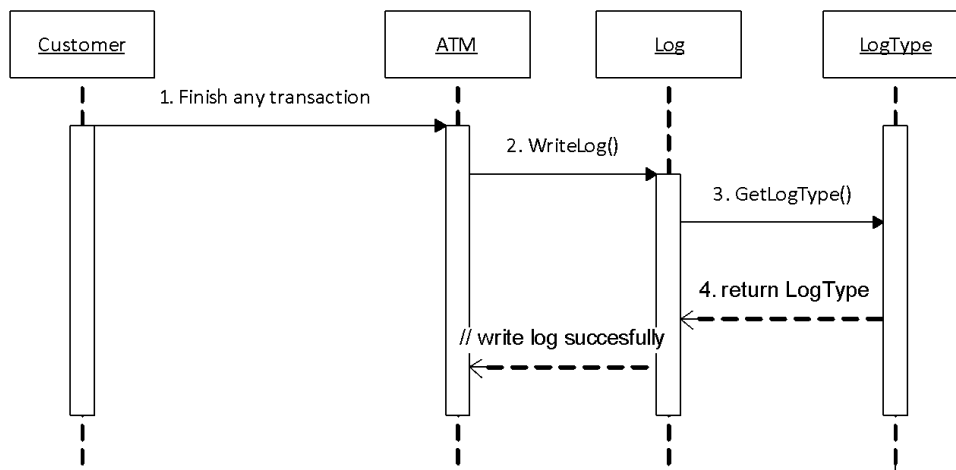 Customer
ATM
Log
LogType
1. Finish any transaction
2. WriteLog()
3. GetLogType()
4. return LogType
// write log succesfully